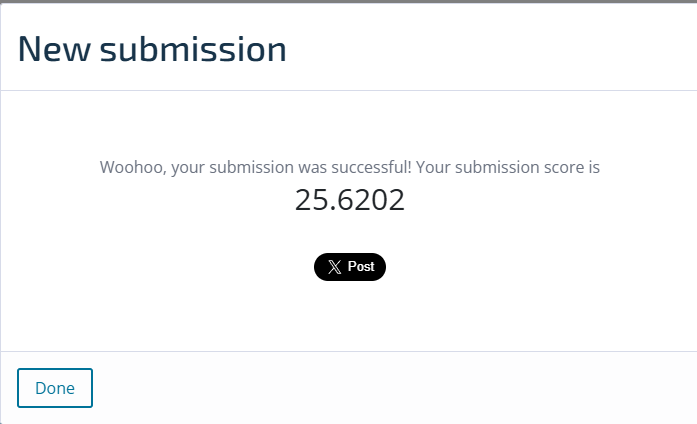 New submission
Woohoo, your submission was successful! Your submission score is
25.6202
Post
Done